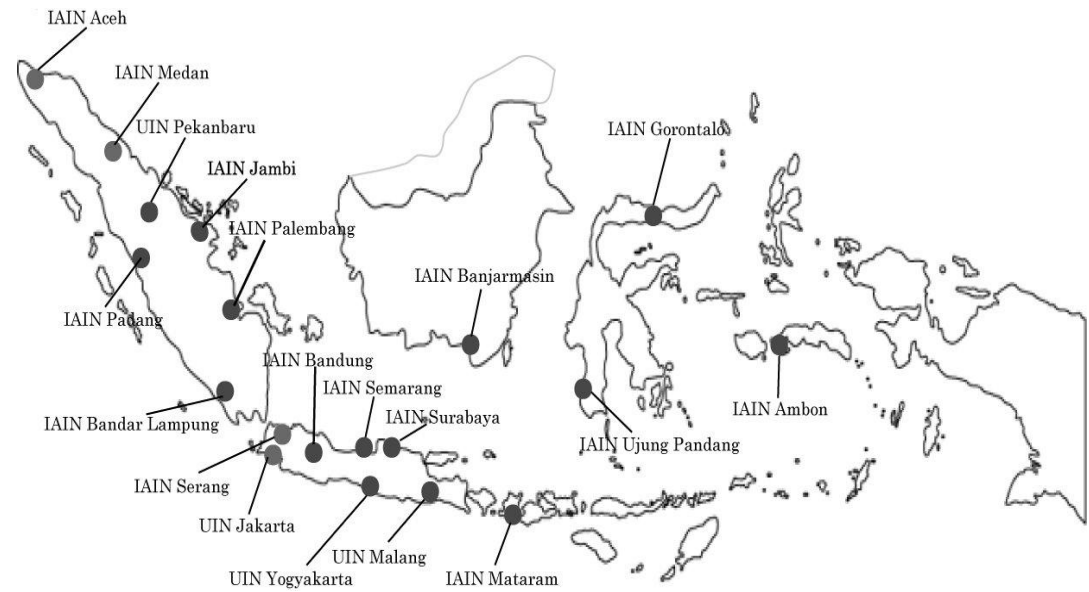 IAIN Aceh
IAIN Medan
UIN Pekanbaru
IAIN Gorontalo
IAIN Jambi
IAIN Palembang
IAIN Banjarmasin
IAIN Padang
IAIN Bandung
IAIN Semarang
IAIN Ambon
IAIN Surabaya
IAIN Bandar Lampung
IAIN Ujung Pandang
IAIN Serang
UIN Jakarta
UIN Malang
UIN Yogyakarta
IAIN Mataram